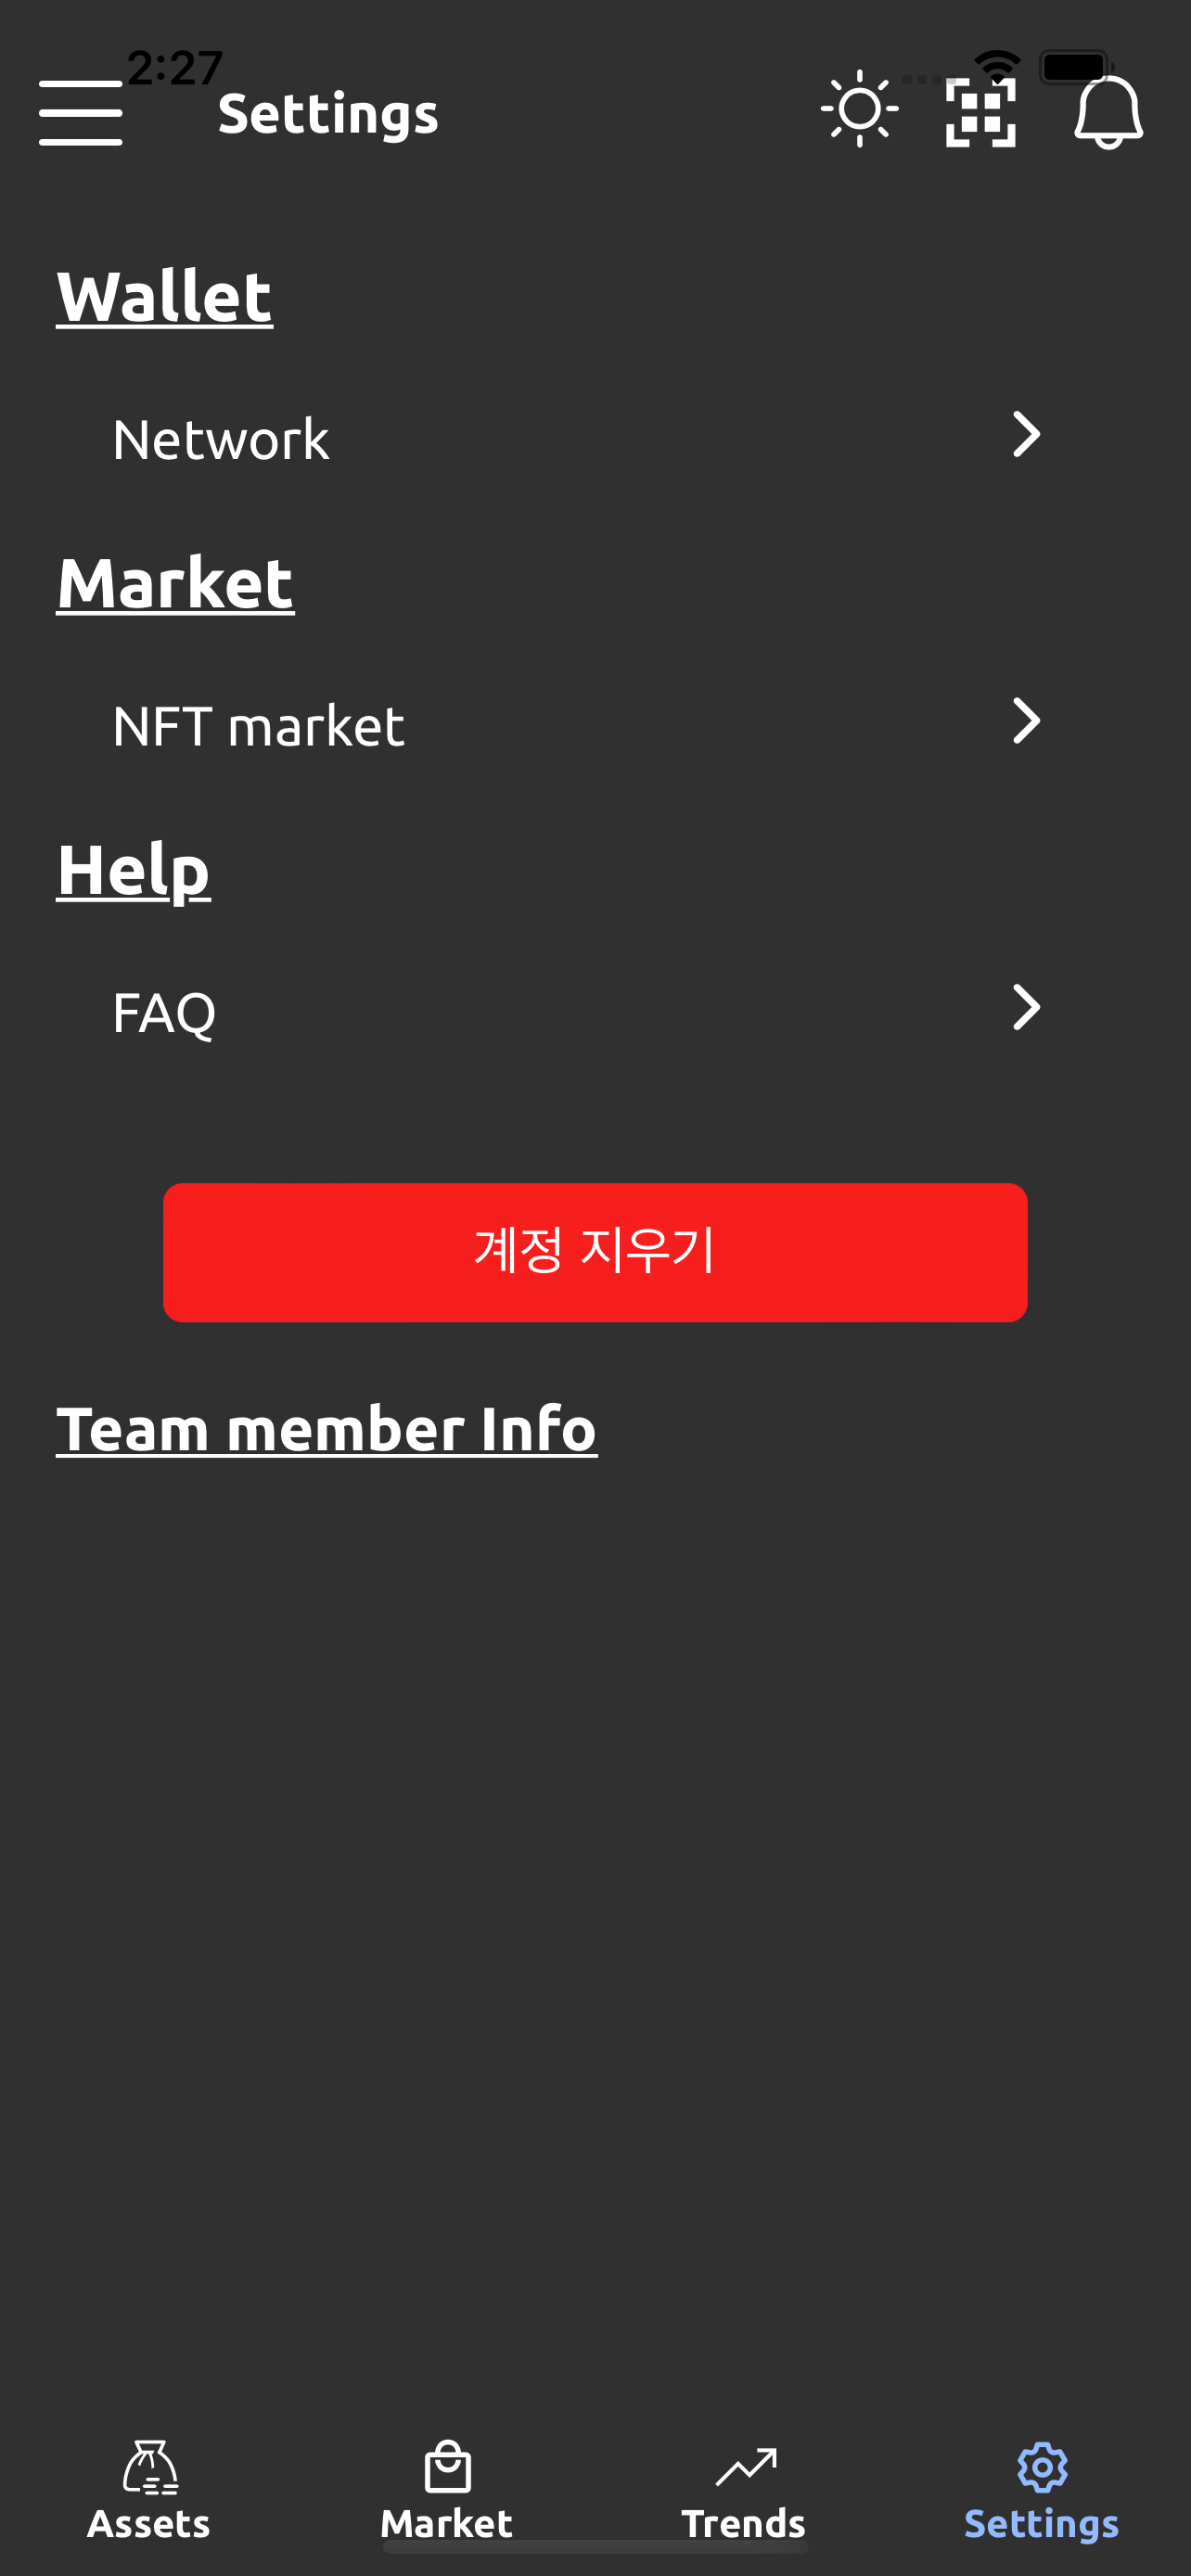 2:27
Settings
Wallet
Network
Market
NFT market
Help
FAQ
계정 지우기
Team member Info
Assets
Market
Trends
Settings